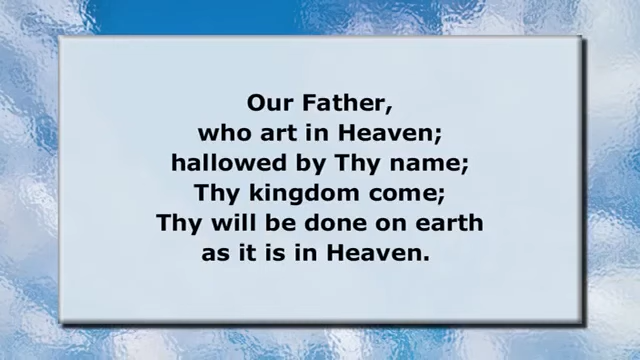 Our Father,
who art in Heaven;
hallowed by Thy name;
Thy kingdom come;
Thy will be done on earth
as it is in Heaven.